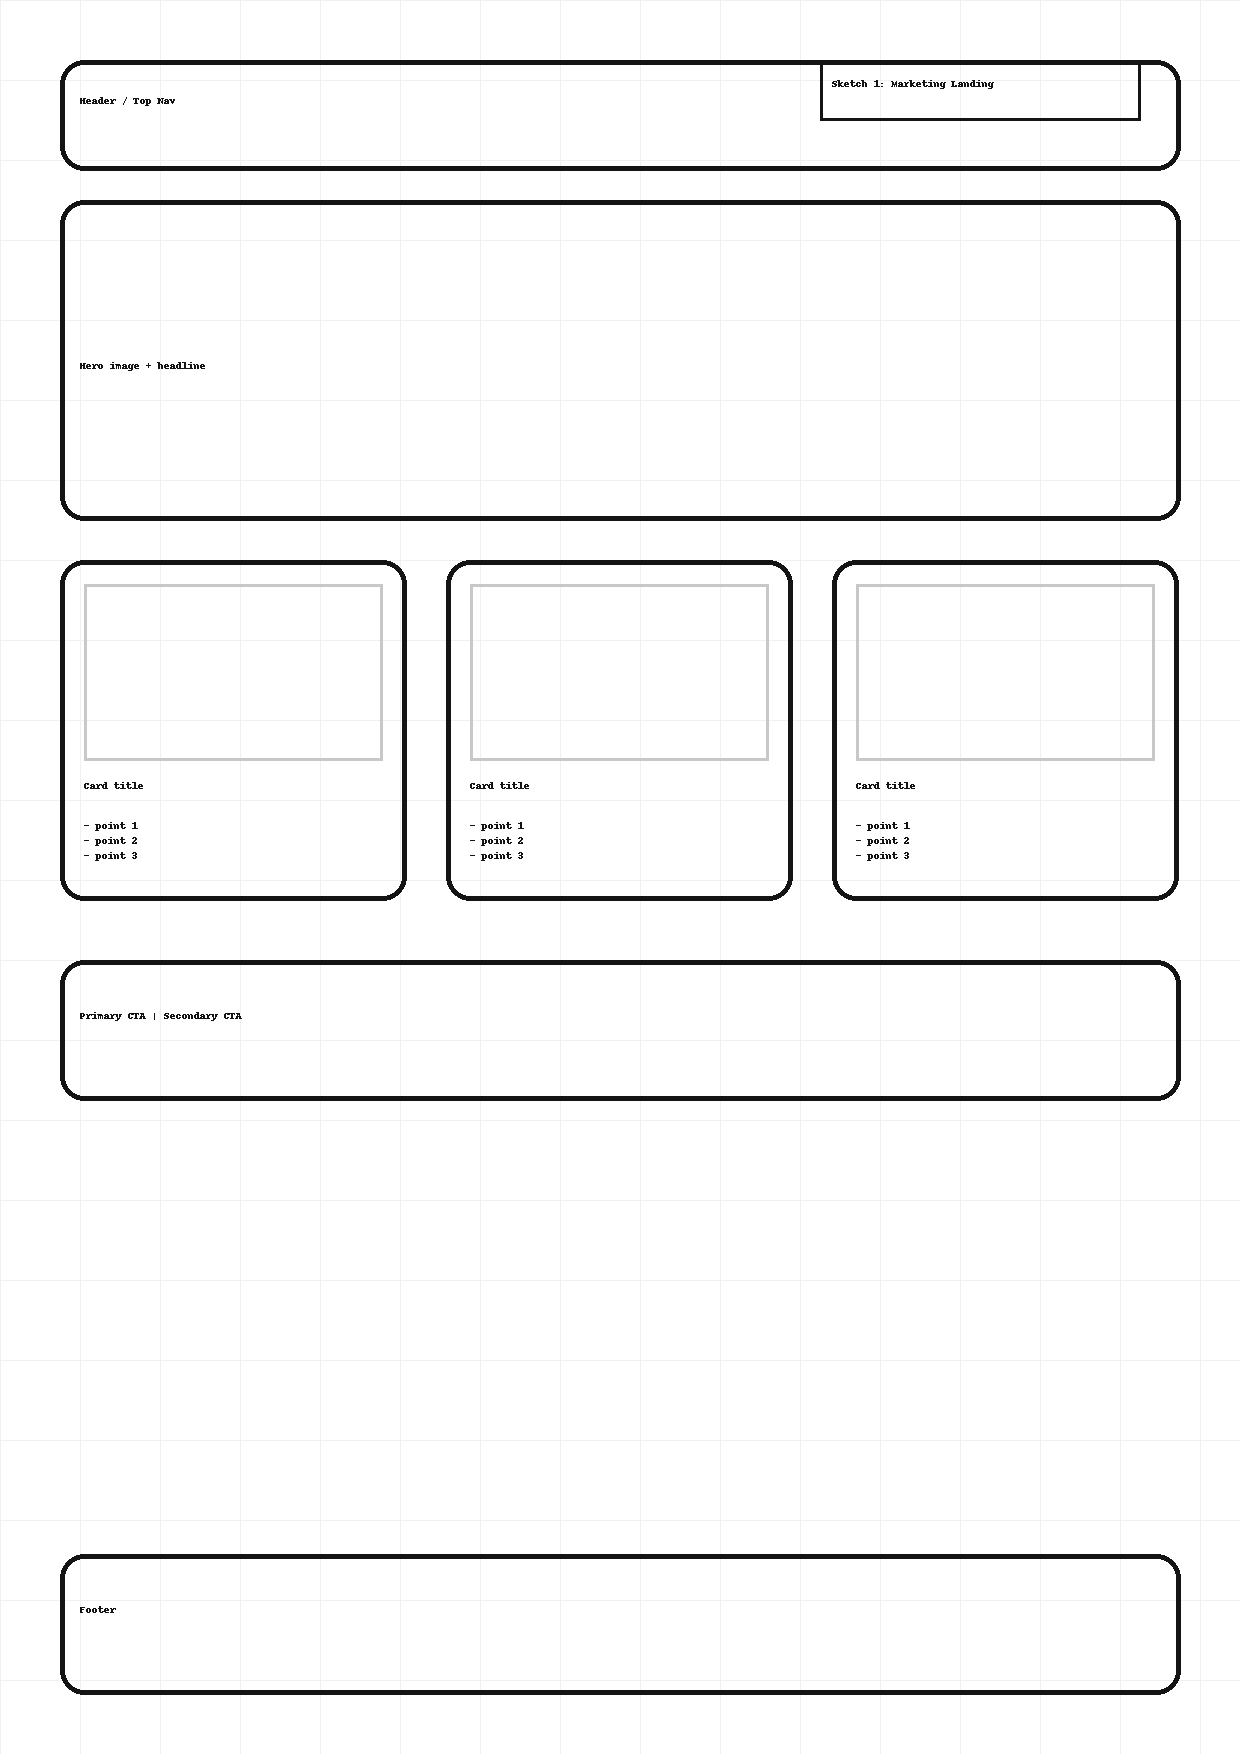 Sketch 1: Marketing Landing
Header / Top Nav
Hero image + headline
Card title
- point 1
- point 2
- point 3
Card title
- point 1
- point 2
- point 3
Card title
- point 1
- point 2
- point 3
Primary CTA | Secondary CTA
Footer